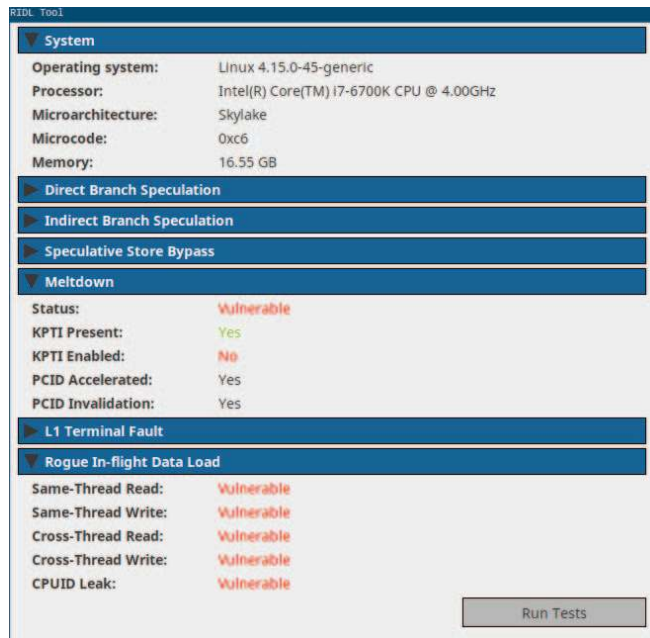 RIDL Tool
System
Operating system: Linux 4.15.0-45-generic
Processor: Intel(R) Core(TM) i7-6700K CPU @ 4.00GHz
Microarchitecture: Skylake
Microcode: 0xc6
Memory: 16.55 GB
Direct Branch Speculation
Indirect Branch Speculation
Speculative Store Bypass
Meltdown
Status: Vulnerable
KPTI Present: Yes
KPTI Enabled: No
PCID Accelerated: Yes
PCID Invalidation: Yes
L1 Terminal Fault
Rogue In-flight Data Load
Same-Thread Read: Vulnerable
Same-Thread Write: Vulnerable
Cross-Thread Read: Vulnerable
Cross-Thread Write: Vulnerable
CPUID Leak: Vulnerable
Run Tests